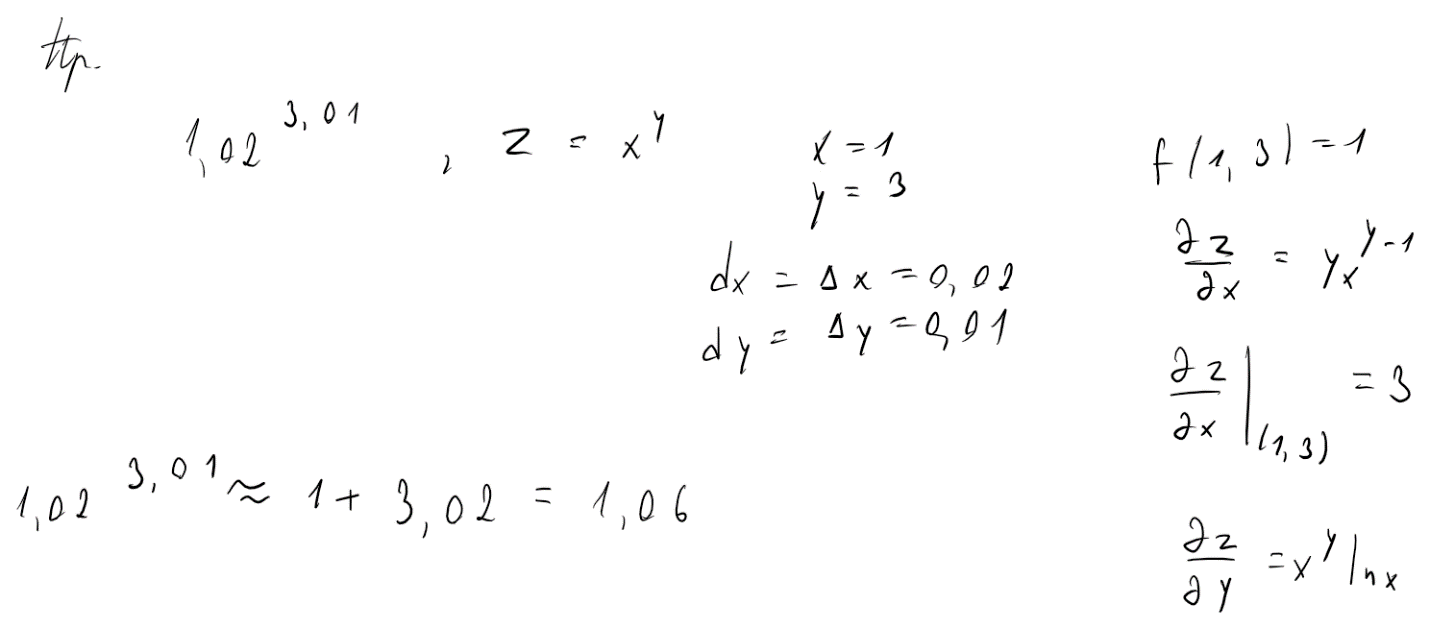 Пр.
1,02^{3,01} , z = x^y
x = 1
y = 3
dx = Δx = 0,02
dy = Δy = 0,01
f(1, 3) = 1
∂z/∂x = yx^{y-1}
∂z/∂x |_{(1, 3)} = 3
∂z/∂y = x^y ln x
1,02^{3,01} ≈ 1 + 3,02 = 1,06